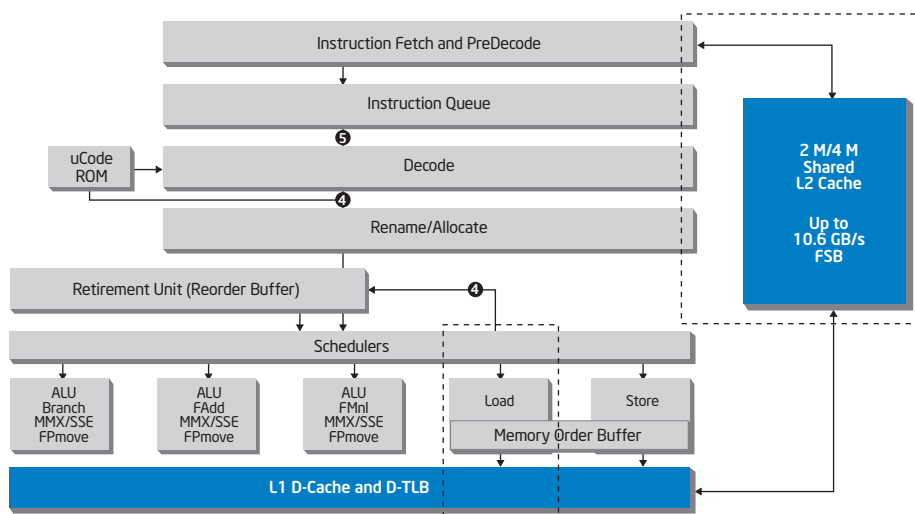 Instruction Fetch and PreDecode
Instruction Queue
5
uCode
ROM
Decode
4
Rename/Allocate
2 M/4 M
Shared
L2 Cache
Up to
10.6 GB/s
FSB
Retirement Unit (Reorder Buffer)
4
Schedulers
ALU
Branch
MMX/SSE
FPmove
ALU
FAdd
MMX/SSE
FPmove
ALU
FMnl
MMX/SSE
FPmove
Load
Store
Memory Order Buffer
L1 D-Cache and D-TLB